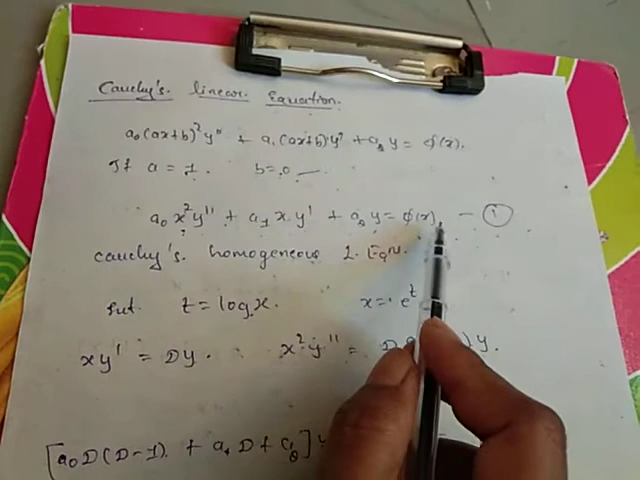 Cauchy's. linear Equation.
a₀(ax+b)²y'' + a₁(ax+b)y' + a₂y = φ(x).
If a = 1. b = 0
a₀x²y'' + a₁xy' + a₂y = φ(x). — ①
Cauchy's homogeneous L. Eqn.
Put t = log x. x = e^t
xy' = Dy. x²y'' = D y.
[a₀D(D-1) + a₁D + a₂]